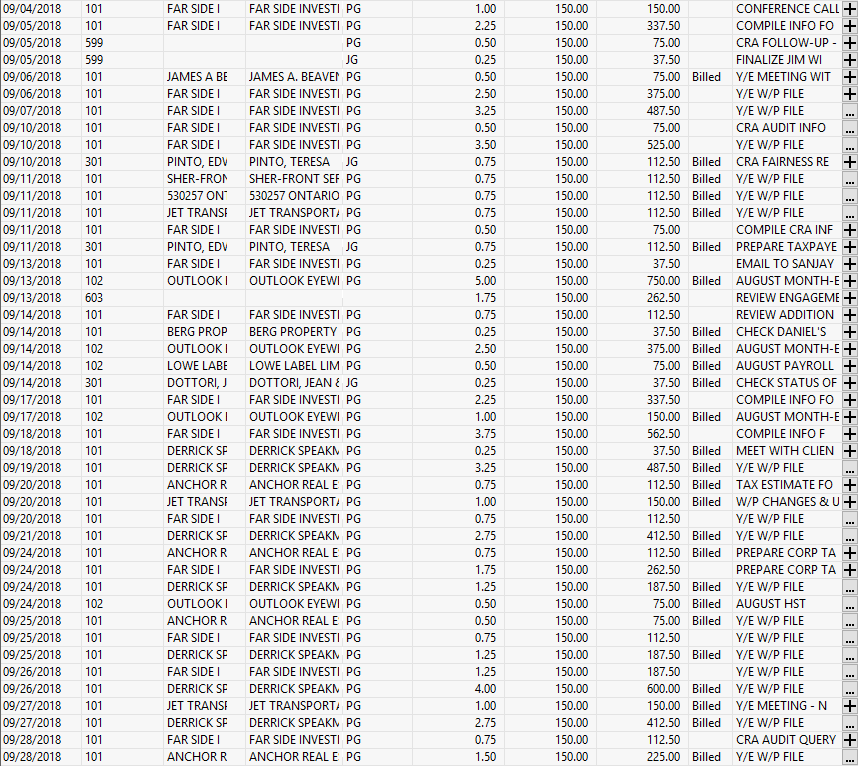 09/04/2018 101 FAR SIDE I FAR SIDE INVESTI PG 1.00 150.00 150.00 CONFERENCE CALL
09/05/2018 101 FAR SIDE I FAR SIDE INVESTI PG 2.25 150.00 337.50 COMPILE INFO FO
09/05/2018 599 PG 0.50 150.00 75.00 CRA FOLLOW-UP -
09/05/2018 599 JG 0.25 150.00 37.50 FINALIZE JIM WI
09/06/2018 101 JAMES A BE JAMES A. BEAVEN PG 0.50 150.00 75.00 Billed Y/E MEETING WIT
09/06/2018 101 FAR SIDE I FAR SIDE INVESTI PG 2.50 150.00 375.00 Y/E W/P FILE
09/07/2018 101 FAR SIDE I FAR SIDE INVESTI PG 3.25 150.00 487.50 Y/E W/P FILE ...
09/10/2018 101 FAR SIDE I FAR SIDE INVESTI PG 0.50 150.00 75.00 CRA AUDIT INFO ...
09/10/2018 101 FAR SIDE I FAR SIDE INVESTI PG 3.50 150.00 525.00 Y/E W/P FILE ...
09/10/2018 301 PINTO, EDW PINTO, TERESA JG 0.75 150.00 112.50 Billed CRA FAIRNESS RE
09/11/2018 101 SHER-FRON SHER-FRONT SER PG 0.75 150.00 112.50 Billed Y/E W/P FILE ...
09/11/2018 101 530257 ONT 530257 ONTARIO PG 0.75 150.00 112.50 Billed Y/E W/P FILE ...
09/11/2018 101 JET TRANSP JET TRANSPORTA PG 0.75 150.00 112.50 Billed Y/E W/P FILE ...
09/11/2018 101 FAR SIDE I FAR SIDE INVESTI PG 0.50 150.00 75.00 COMPILE CRA INF
09/11/2018 301 PINTO, EDW PINTO, TERESA JG 0.75 150.00 112.50 Billed PREPARE TAXPAYE
09/13/2018 101 FAR SIDE I FAR SIDE INVESTI PG 0.25 150.00 37.50 EMAIL TO SANJAY
09/13/2018 102 OUTLOOK E OUTLOOK EYEWE PG 5.00 150.00 750.00 Billed AUGUST MONTH-E
09/13/2018 603 1.75 150.00 262.50 REVIEW ENGAGEME
09/14/2018 101 FAR SIDE I FAR SIDE INVESTI PG 0.75 150.00 112.50 REVIEW ADDITION
09/14/2018 101 BERG PROP BERG PROPERTY PG 0.25 150.00 37.50 Billed CHECK DANIEL'S
09/14/2018 102 OUTLOOK E OUTLOOK EYEWE PG 2.50 150.00 375.00 Billed AUGUST MONTH-E
09/14/2018 102 LOWE LABE LOWE LABEL LIM PG 0.50 150.00 75.00 Billed AUGUST PAYROLL
09/14/2018 301 DOTTORI, J DOTTORI, JEAN & JG 0.25 150.00 37.50 Billed CHECK STATUS OF
09/17/2018 101 FAR SIDE I FAR SIDE INVESTI PG 2.25 150.00 337.50 COMPILE INFO FO
09/17/2018 102 OUTLOOK E OUTLOOK EYEWE PG 1.00 150.00 150.00 Billed AUGUST MONTH-E
09/18/2018 101 FAR SIDE I FAR SIDE INVESTI PG 3.75 150.00 562.50 COMPILE INFO F
09/18/2018 101 DERRICK SP DERRICK SPEAKM PG 0.25 150.00 37.50 Billed MEET WITH CLIEN
09/19/2018 101 DERRICK SP DERRICK SPEAKM PG 3.25 150.00 487.50 Billed Y/E W/P FILE ...
09/20/2018 101 ANCHOR R ANCHOR REAL E PG 0.75 150.00 112.50 Billed TAX ESTIMATE FO
09/20/2018 101 JET TRANSP JET TRANSPORTA PG 1.00 150.00 150.00 Billed W/P CHANGES & U
09/20/2018 101 FAR SIDE I FAR SIDE INVESTI PG 0.75 150.00 112.50 Y/E W/P FILE ...
09/21/2018 101 DERRICK SP DERRICK SPEAKM PG 2.75 150.00 412.50 Billed Y/E W/P FILE ...
09/24/2018 101 ANCHOR R ANCHOR REAL E PG 0.75 150.00 112.50 Billed PREPARE CORP TA
09/24/2018 101 FAR SIDE I FAR SIDE INVESTI PG 1.75 150.00 262.50 PREPARE CORP TA
09/24/2018 101 DERRICK SP DERRICK SPEAKM PG 1.25 150.00 187.50 Billed Y/E W/P FILE ...
09/24/2018 102 OUTLOOK E OUTLOOK EYEWE PG 0.50 150.00 75.00 Billed AUGUST HST ...
09/25/2018 101 ANCHOR R ANCHOR REAL E PG 0.50 150.00 75.00 Billed Y/E W/P FILE ...
09/25/2018 101 FAR SIDE I FAR SIDE INVESTI PG 0.75 150.00 112.50 Y/E W/P FILE ...
09/25/2018 101 DERRICK SP DERRICK SPEAKM PG 1.25 150.00 187.50 Billed Y/E W/P FILE ...
09/26/2018 101 FAR SIDE I FAR SIDE INVESTI PG 1.25 150.00 187.50 Y/E W/P FILE ...
09/26/2018 101 DERRICK SP DERRICK SPEAKM PG 4.00 150.00 600.00 Billed Y/E W/P FILE ...
09/27/2018 101 JET TRANSP JET TRANSPORTA PG 1.00 150.00 150.00 Billed Y/E MEETING - N
09/27/2018 101 DERRICK SP DERRICK SPEAKM PG 2.75 150.00 412.50 Billed Y/E W/P FILE ...
09/28/2018 101 FAR SIDE I FAR SIDE INVESTI PG 0.75 150.00 112.50 CRA AUDIT QUERY
09/28/2018 101 ANCHOR R ANCHOR REAL E PG 1.50 150.00 225.00 Billed Y/E W/P FILE ...